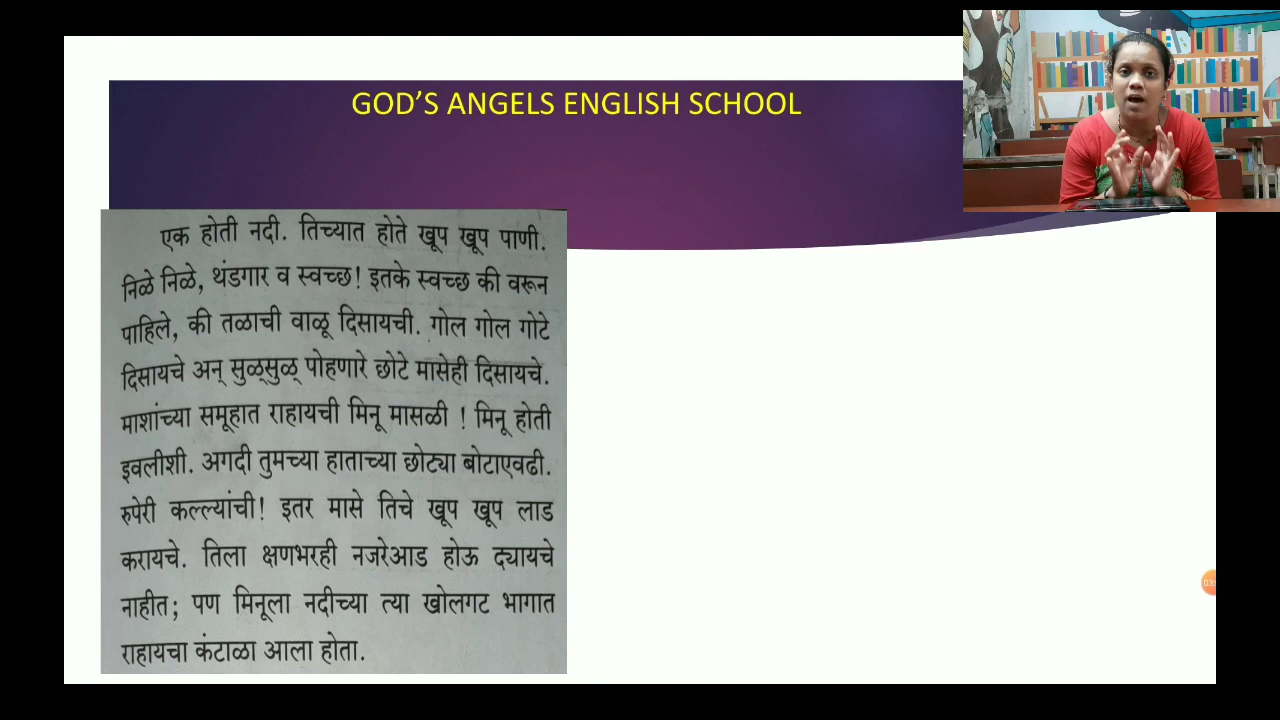 GOD’S ANGELS ENGLISH SCHOOL
एक होती नदी. तिच्यात होते खूप खूप पाणी.
निळे निळे, थंडगार व स्वच्छ! इतके स्वच्छ की वरून
पाहिले, की तळाची वाळू दिसायची. गोल गोल गोटे
दिसायचे अन् सुळ्सुळ् पोहणारे छोटे मासेही दिसायचे.
माशांच्या समूहात राहायची मिनू मासळी ! मिनू होती
इवलीशी. अगदी तुमच्या हाताच्या छोट्या बोटाएवढी.
रुपेरी कल्ल्यांची! इतर मासे तिचे खूप खूप लाड
करायचे. तिला क्षणभरही नजरेआड होऊ द्यायचे
नाहीत; पण मिनूला नदीच्या त्या खोलगट भागात
राहायचा कंटाळा आला होता.